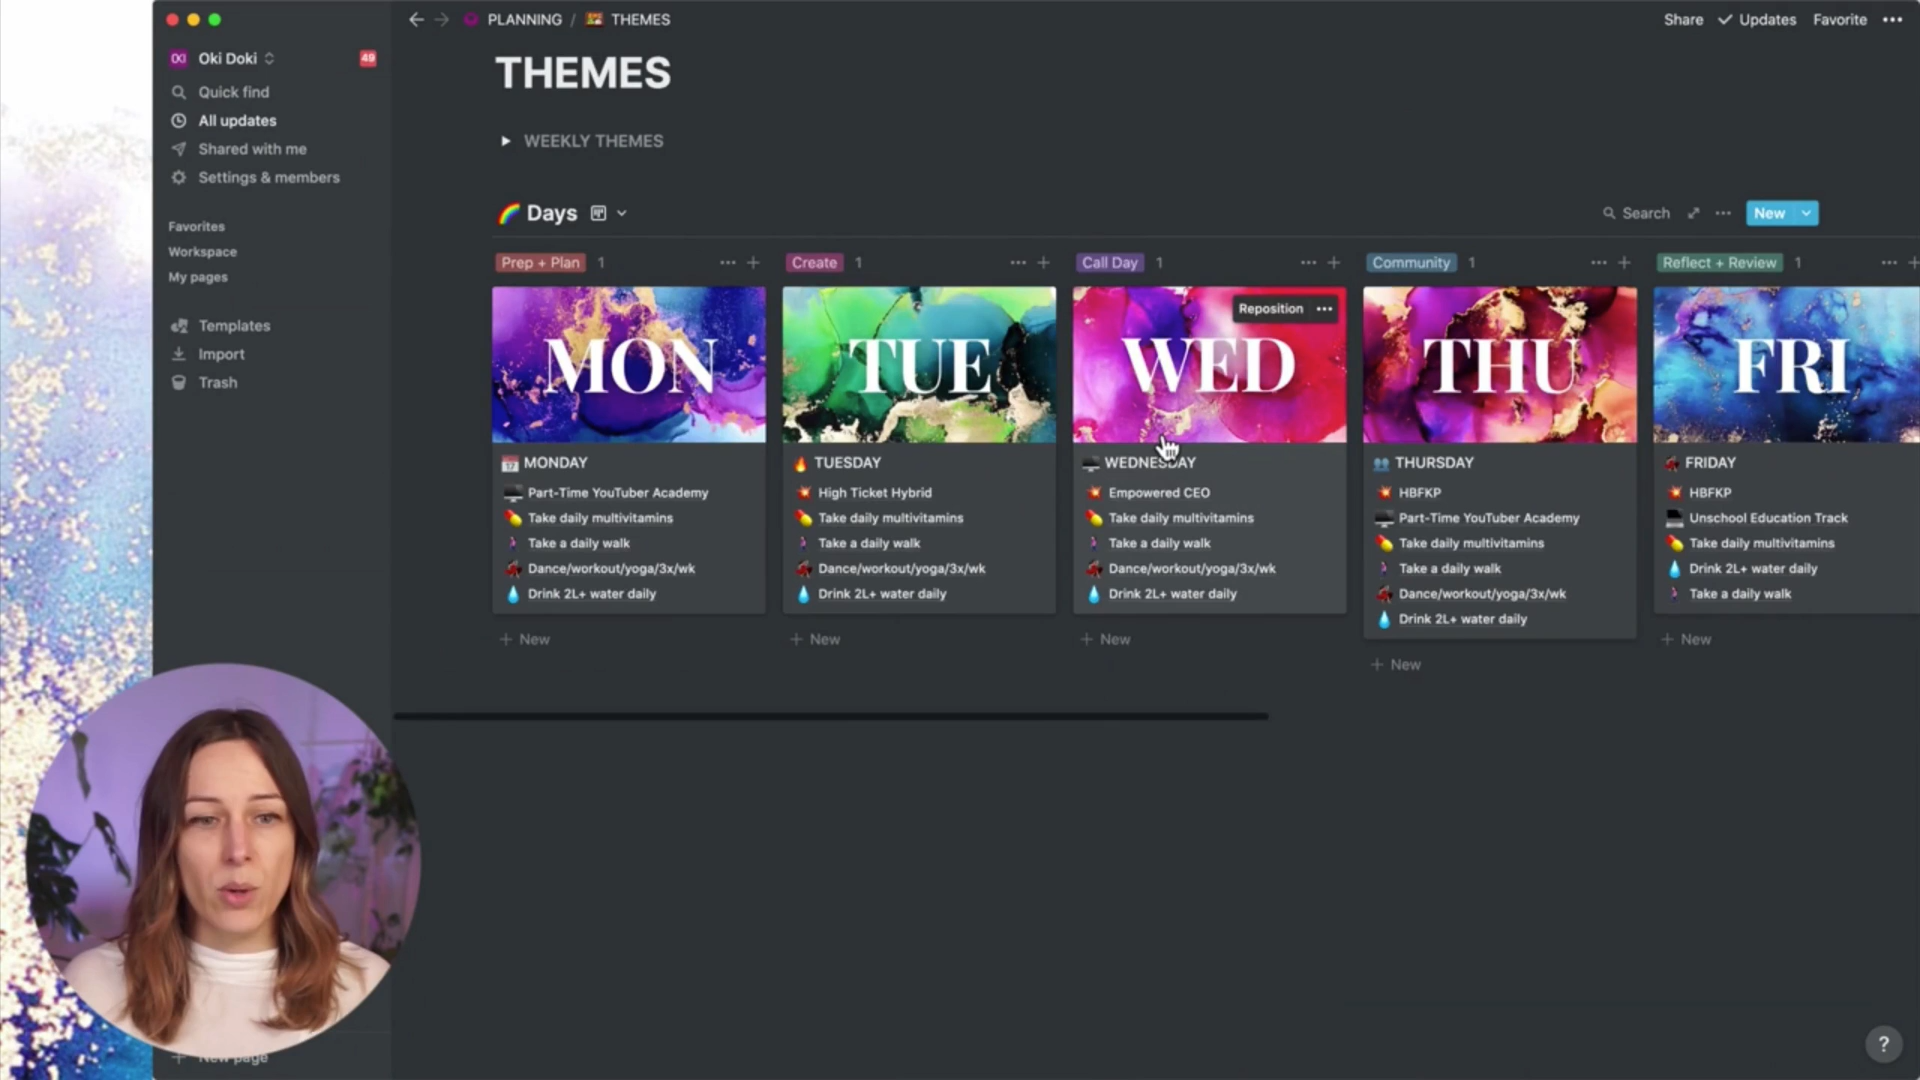 PLANNING / THEMES
Share Updates Favorite
Oki Doki
49
Quick find
All updates
Shared with me
Settings & members
Favorites
Workspace
My pages
Templates
Import
Trash
New page
THEMES
WEEKLY THEMES
Days
Search
New
Prep + Plan 1
MON
MONDAY
Part-Time YouTuber Academy
Take daily multivitamins
Take a daily walk
Dance/workout/yoga/3x/wk
Drink 2L+ water daily
+ New
Create 1
TUE
TUESDAY
High Ticket Hybrid
Take daily multivitamins
Take a daily walk
Dance/workout/yoga/3x/wk
Drink 2L+ water daily
+ New
Call Day 1
Reposition
WED
WEDNESDAY
Empowered CEO
Take daily multivitamins
Take a daily walk
Dance/workout/yoga/3x/wk
Drink 2L+ water daily
+ New
Community 1
THU
THURSDAY
HBFKP
Part-Time YouTuber Academy
Take daily multivitamins
Take a daily walk
Dance/workout/yoga/3x/wk
Drink 2L+ water daily
+ New
Reflect + Review 1
FRI
FRIDAY
HBFKP
Unschool Education Track
Take daily multivitamins
Drink 2L+ water daily
Take a daily walk
+ New
?